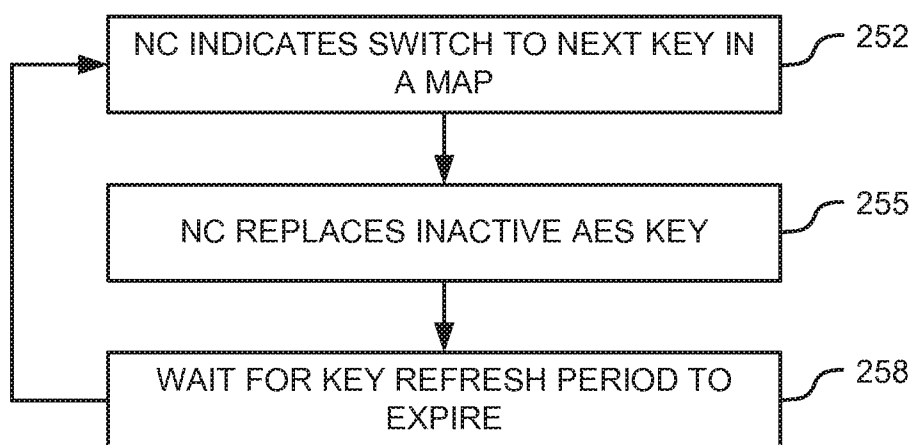 NC INDICATES SWITCH TO NEXT KEY IN
A MAP
252
NC REPLACES INACTIVE AES KEY
255
WAIT FOR KEY REFRESH PERIOD TO
EXPIRE
258